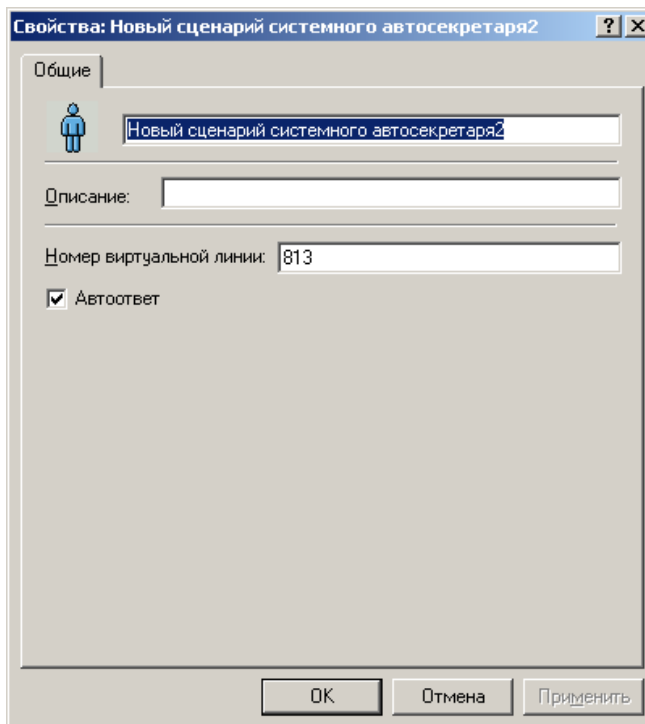 Свойства: Новый сценарий системного автосекретаря2
Общие
Новый сценарий системного автосекретаря2
Описание:
Номер виртуальной линии: 813
Автоответ
OK Отмена Применить